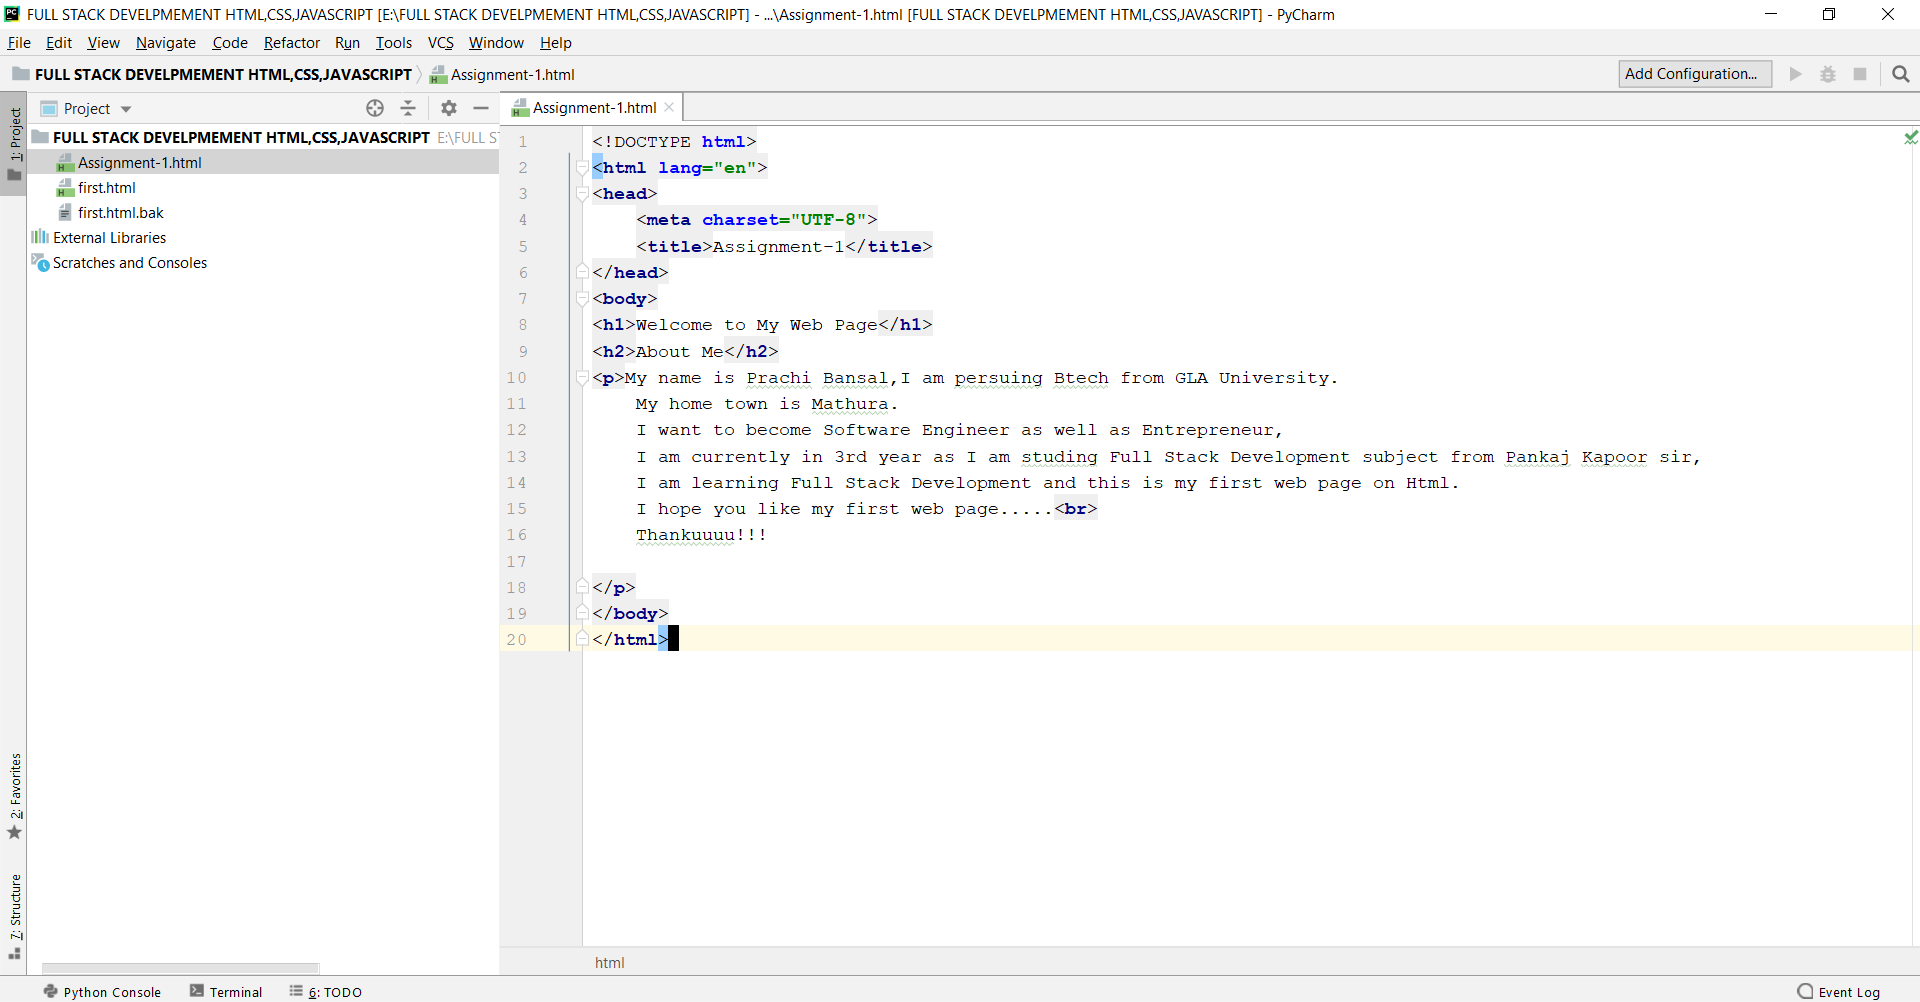 PC FULL STACK DEVELPMEMENT HTML,CSS,JAVASCRIPT [E:\FULL STACK DEVELPMEMENT HTML,CSS,JAVASCRIPT] - ...\Assignment-1.html [FULL STACK DEVELPMEMENT HTML,CSS,JAVASCRIPT] - PyCharm
File Edit View Navigate Code Refactor Run Tools VCS Window Help
FULL STACK DEVELPMEMENT HTML,CSS,JAVASCRIPT Assignment-1.html Add Configuration...
1: Project
Project
FULL STACK DEVELPMEMENT HTML,CSS,JAVASCRIPT E:\FULL ST
Assignment-1.html
first.html
first.html.bak
External Libraries
Scratches and Consoles
2: Favorites
7: Structure
Assignment-1.html
1 <!DOCTYPE html>
2 <html lang="en">
3 <head>
4 <meta charset="UTF-8">
5 <title>Assignment-1</title>
6 </head>
7 <body>
8 <h1>Welcome to My Web Page</h1>
9 <h2>About Me</h2>
10 <p>My name is Prachi Bansal,I am persuing Btech from GLA University.
11 My home town is Mathura.
12 I want to become Software Engineer as well as Entrepreneur,
13 I am currently in 3rd year as I am studing Full Stack Development subject from Pankaj Kapoor sir,
14 I am learning Full Stack Development and this is my first web page on Html.
15 I hope you like my first web page.....<br>
16 Thankuuuu!!!
17
18 </p>
19 </body>
20 </html>
html
Python Console Terminal 6: TODO Event Log